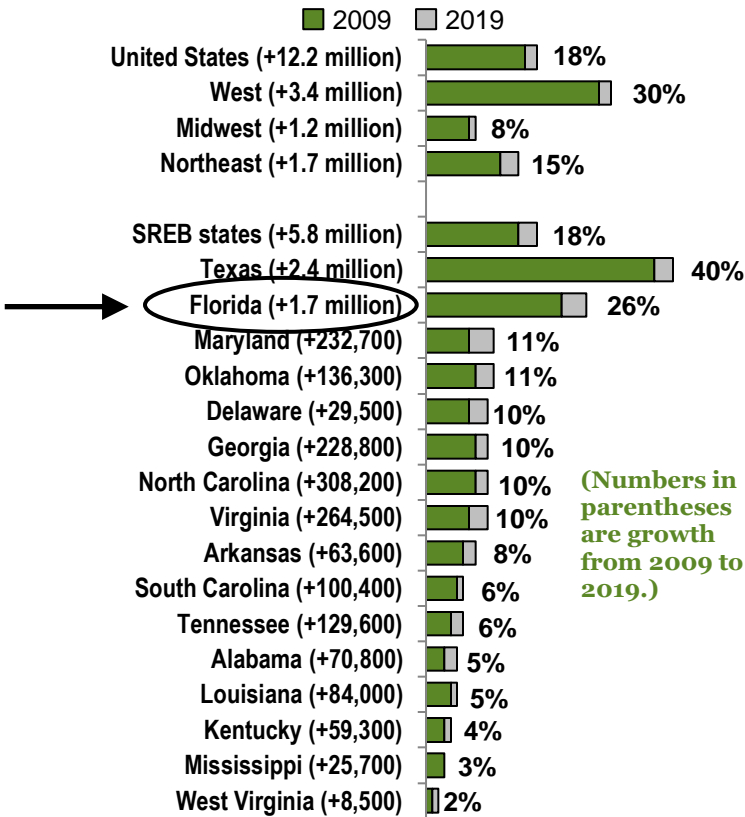 2009 2019
United States (+12.2 million) 18%
West (+3.4 million) 30%
Midwest (+1.2 million) 8%
Northeast (+1.7 million) 15%
SREB states (+5.8 million) 18%
Texas (+2.4 million) 40%
Florida (+1.7 million) 26%
Maryland (+232,700) 11%
Oklahoma (+136,300) 11%
Delaware (+29,500) 10%
Georgia (+228,800) 10%
North Carolina (+308,200) 10%
Virginia (+264,500) 10%
Arkansas (+63,600) 8%
South Carolina (+100,400) 6%
Tennessee (+129,600) 6%
Alabama (+70,800) 5%
Louisiana (+84,000) 5%
Kentucky (+59,300) 4%
Mississippi (+25,700) 3%
West Virginia (+8,500) 2%
(Numbers in
parentheses
are growth
from 2009 to
2019.)